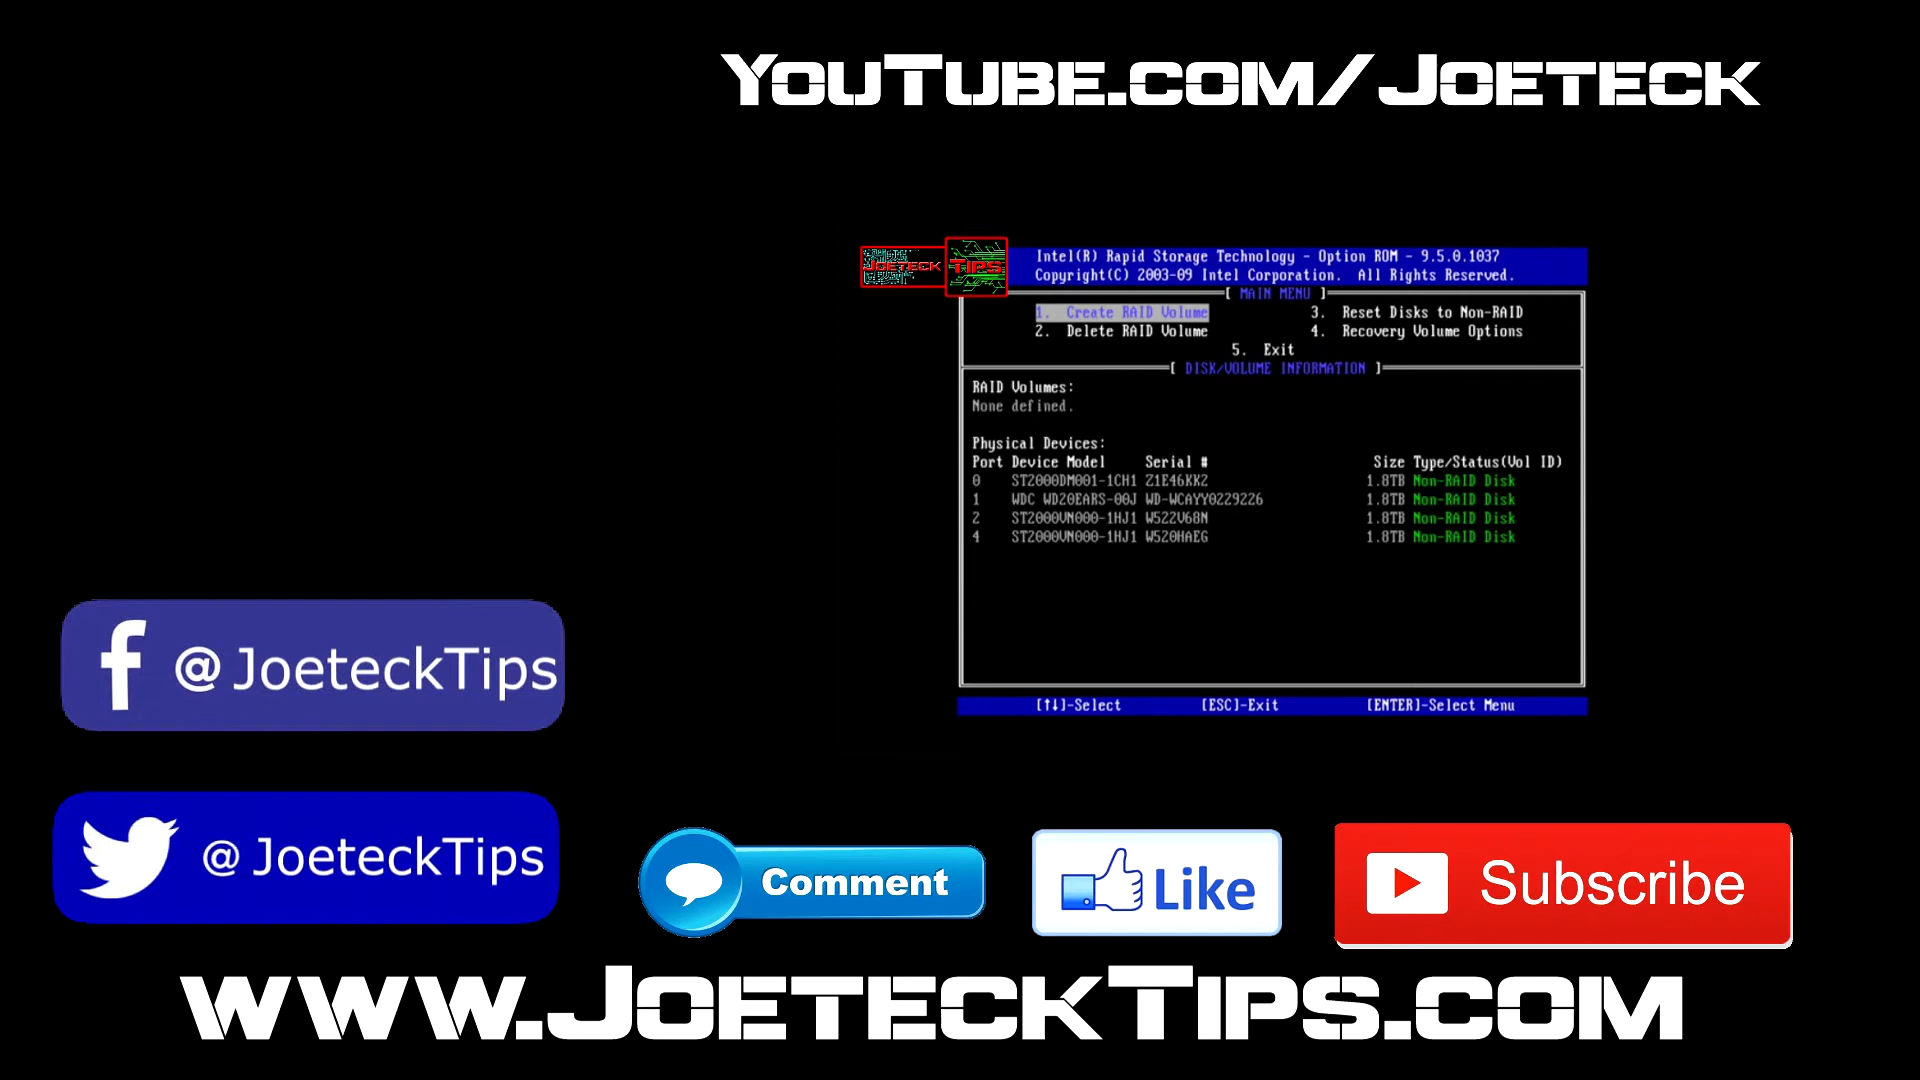 YouTube.com/Joeteck
JOETECK TIPS
Intel(R) Rapid Storage Technology - Option ROM - 9.5.0.1037
Copyright(C) 2003-09 Intel Corporation. All Rights Reserved.
[ MAIN MENU ]
1. Create RAID Volume 3. Reset Disks to Non-RAID
2. Delete RAID Volume 4. Recovery Volume Options
5. Exit
[ DISK/VOLUME INFORMATION ]
RAID Volumes:
None defined.
Physical Devices:
Port Device Model Serial # Size Type/Status(Vol ID)
0 ST2000DM001-1CH1 Z1E46KK2 1.8TB Non-RAID Disk
1 WDC WD20EARS-00J WD-WCAYY0229226 1.8TB Non-RAID Disk
2 ST2000VN000-1HJ1 W522V68N 1.8TB Non-RAID Disk
4 ST2000VN000-1HJ1 W520HAEG 1.8TB Non-RAID Disk
[↑↓]-Select [ESC]-Exit [ENTER]-Select Menu
f @JoeteckTips
@JoeteckTips
Comment
Like
Subscribe
www.JoeteckTips.com